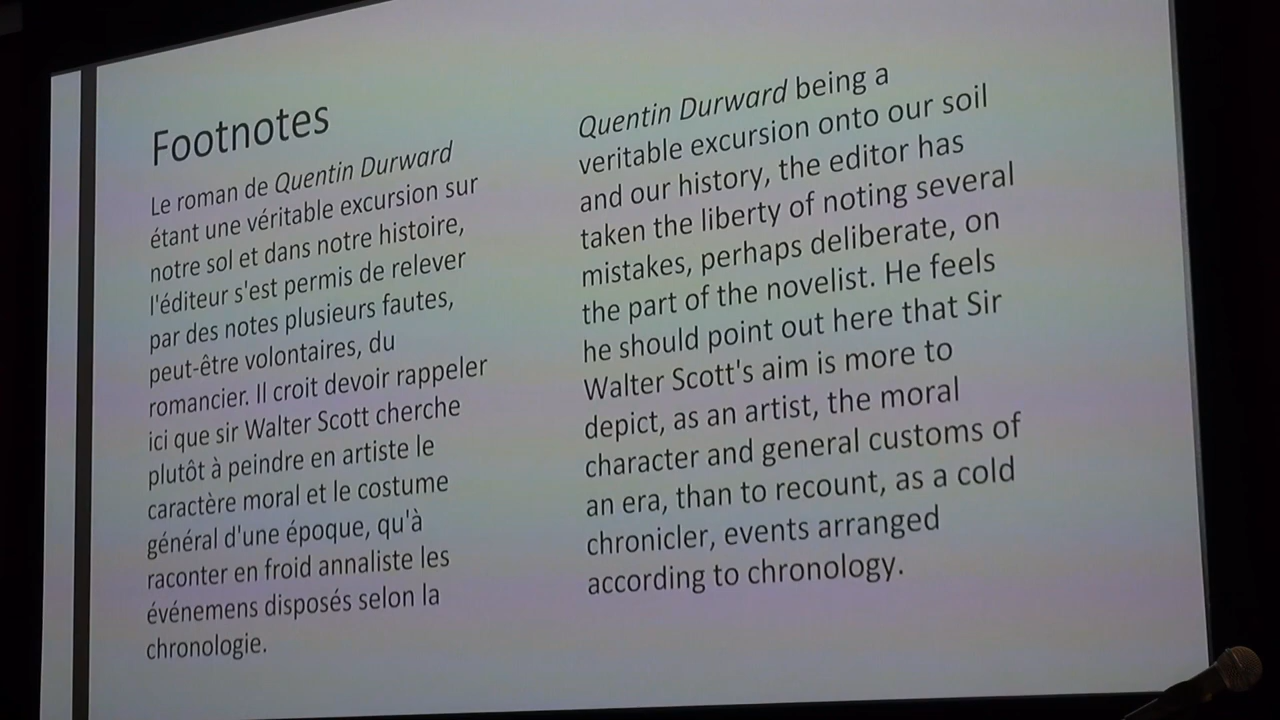 Footnotes
Le roman de Quentin Durward
étant une véritable excursion sur
notre sol et dans notre histoire,
l'éditeur s'est permis de relever
par des notes plusieurs fautes,
peut-être volontaires, du
romancier. Il croit devoir rappeler
ici que sir Walter Scott cherche
plutôt à peindre en artiste le
caractère moral et le costume
général d'une époque, qu'à
raconter en froid annaliste les
événemens disposés selon la
chronologie.
Quentin Durward being a
veritable excursion onto our soil
and our history, the editor has
taken the liberty of noting several
mistakes, perhaps deliberate, on
the part of the novelist. He feels
he should point out here that Sir
Walter Scott's aim is more to
depict, as an artist, the moral
character and general customs of
an era, than to recount, as a cold
chronicler, events arranged
according to chronology.